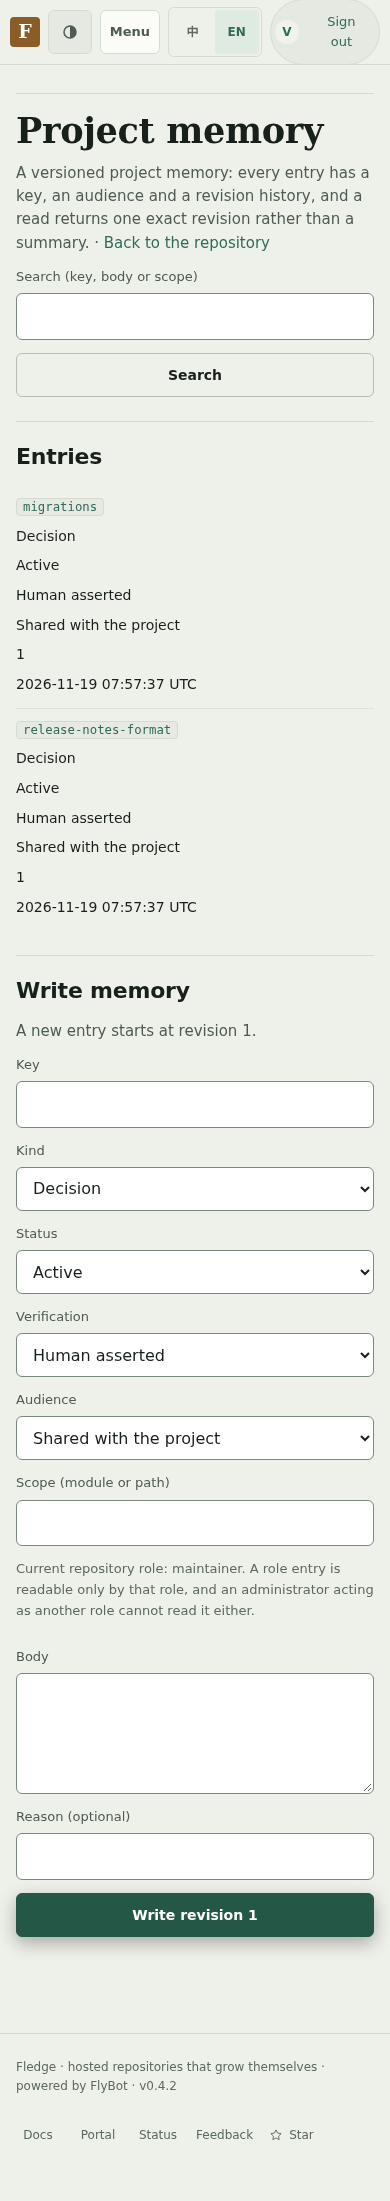 F
Menu
中
EN
V
Sign
out
Project memory
A versioned project memory: every entry has a
key, an audience and a revision history, and a
read returns one exact revision rather than a
summary. · Back to the repository
Search (key, body or scope)
Search
Entries
migrations
Decision
Active
Human asserted
Shared with the project
1
2026-11-19 07:57:37 UTC
release-notes-format
Decision
Active
Human asserted
Shared with the project
1
2026-11-19 07:57:37 UTC
Write memory
A new entry starts at revision 1.
Key
Kind
Decision
Status
Active
Verification
Human asserted
Audience
Shared with the project
Scope (module or path)
Current repository role: maintainer. A role entry is
readable only by that role, and an administrator acting
as another role cannot read it either.
Body
Reason (optional)
Write revision 1
Fledge · hosted repositories that grow themselves ·
powered by FlyBot · v0.4.2
Docs
Portal
Status
Feedback
Star